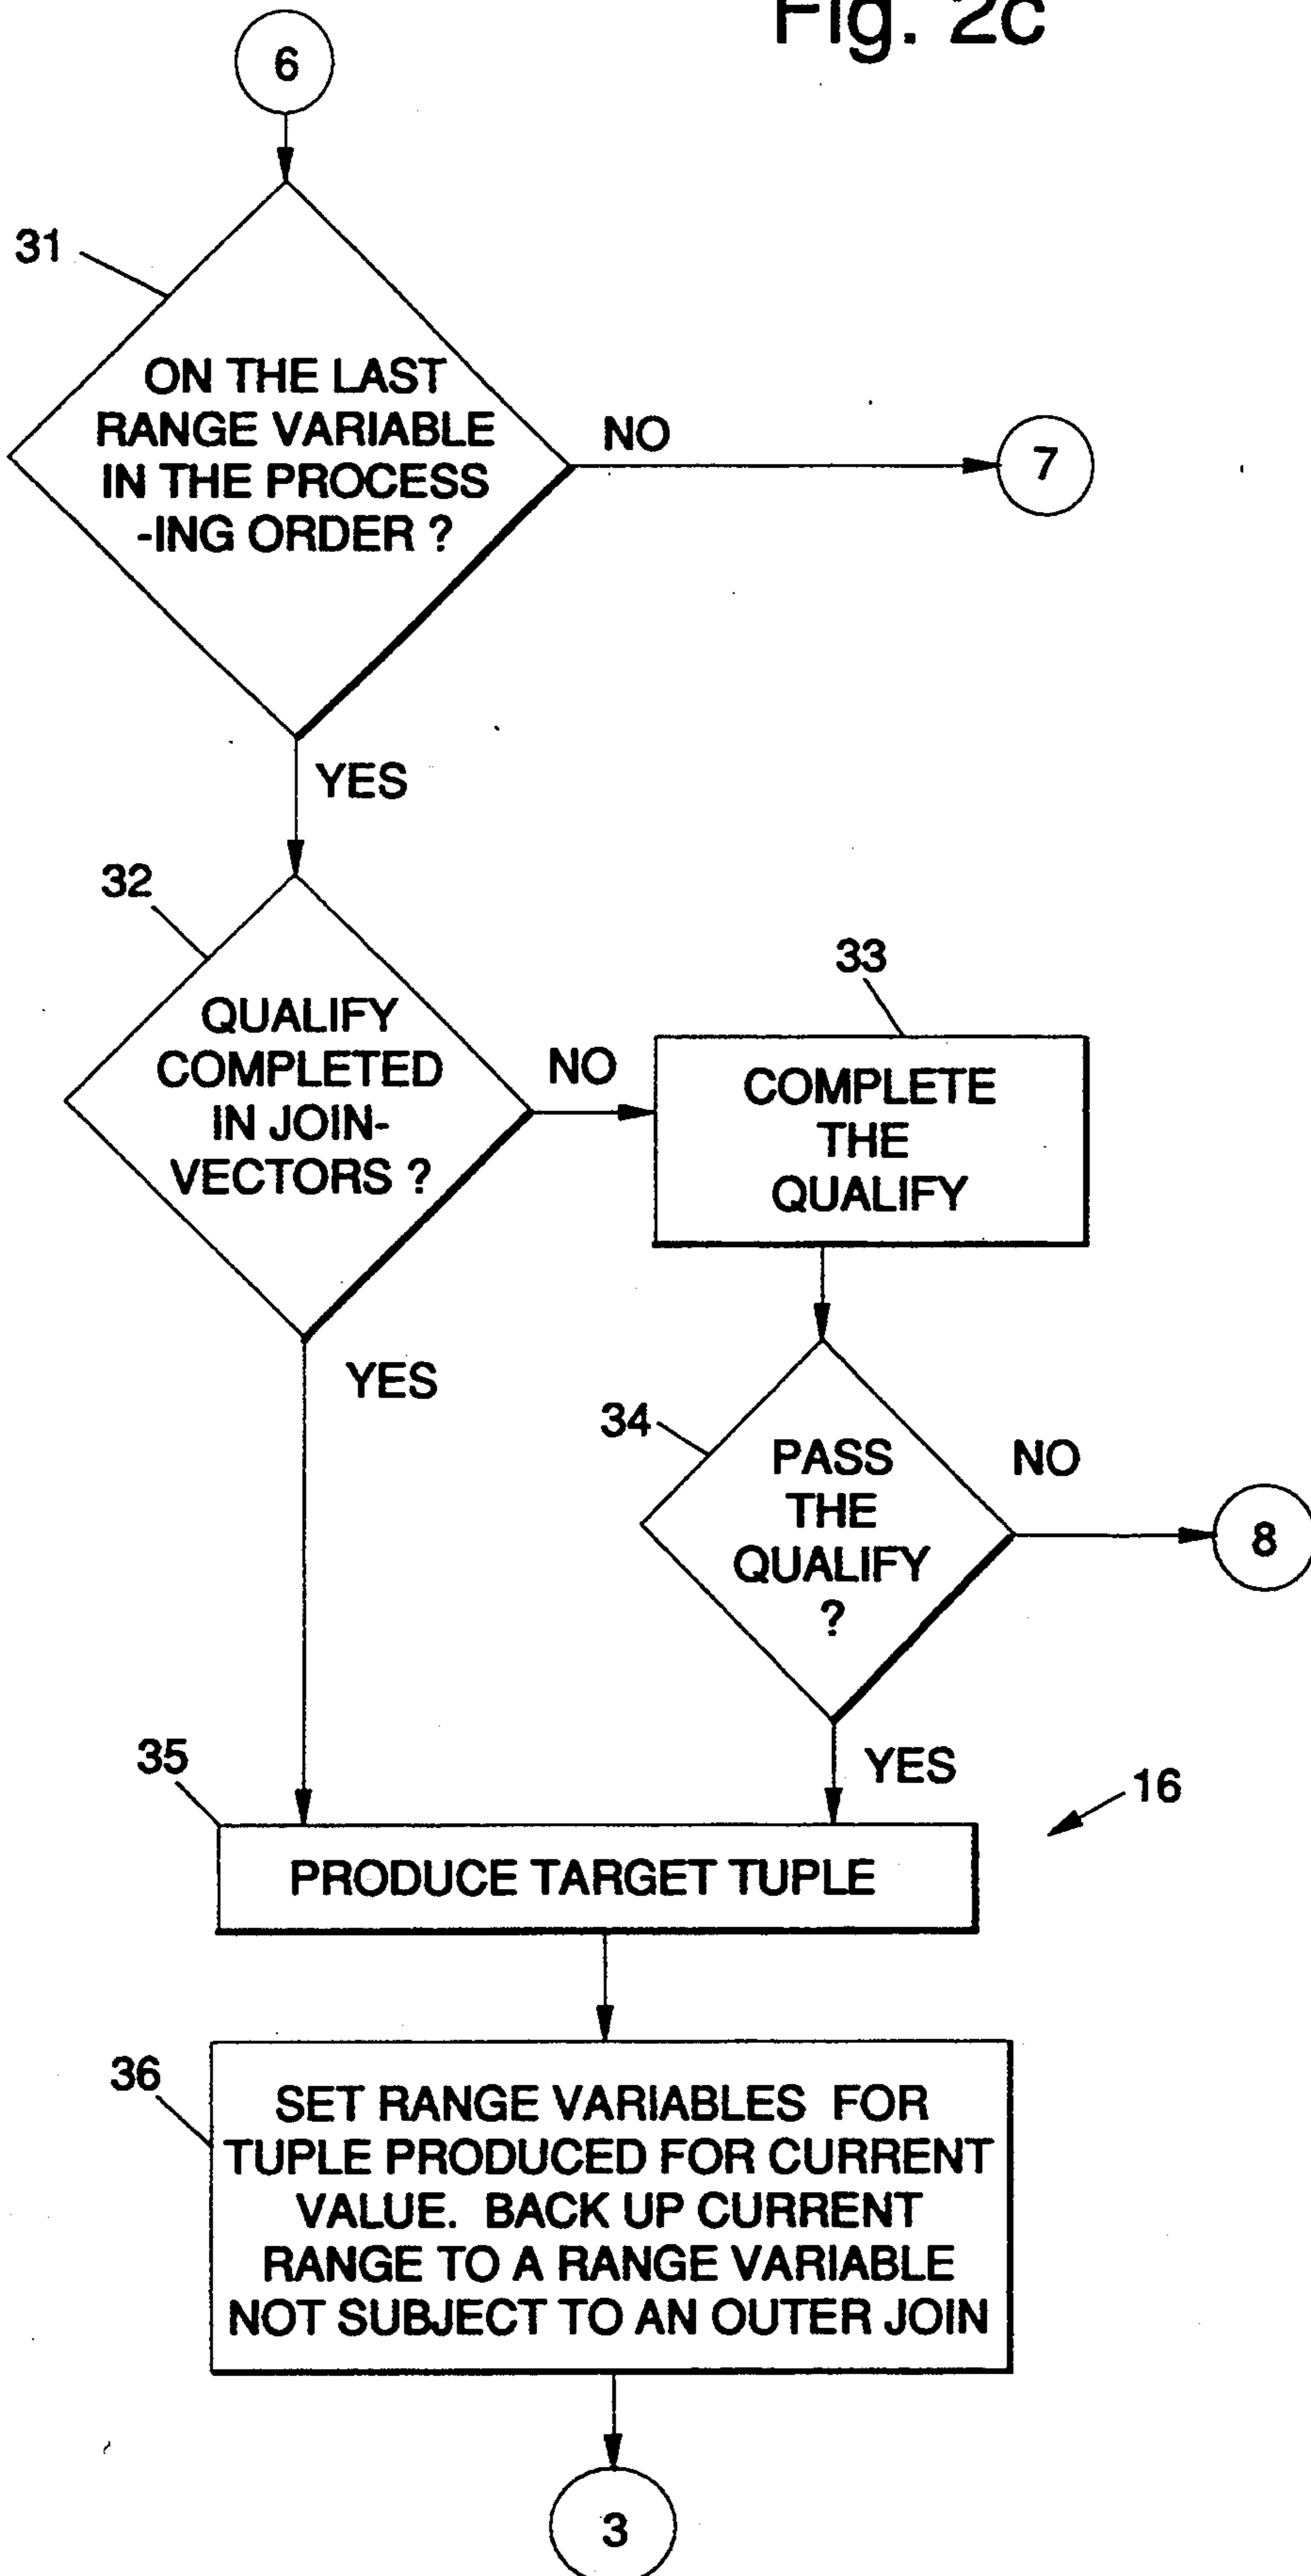 Fig. 2c
6
31
ON THE LAST
RANGE VARIABLE
IN THE PROCESS
-ING ORDER ?
NO
7
YES
32
QUALIFY
COMPLETED
IN JOIN-
VECTORS ?
NO
33
COMPLETE
THE
QUALIFY
YES
34
PASS
THE
QUALIFY
?
NO
8
YES
35
16
PRODUCE TARGET TUPLE
36
SET RANGE VARIABLES FOR
TUPLE PRODUCED FOR CURRENT
VALUE. BACK UP CURRENT
RANGE TO A RANGE VARIABLE
NOT SUBJECT TO AN OUTER JOIN
3